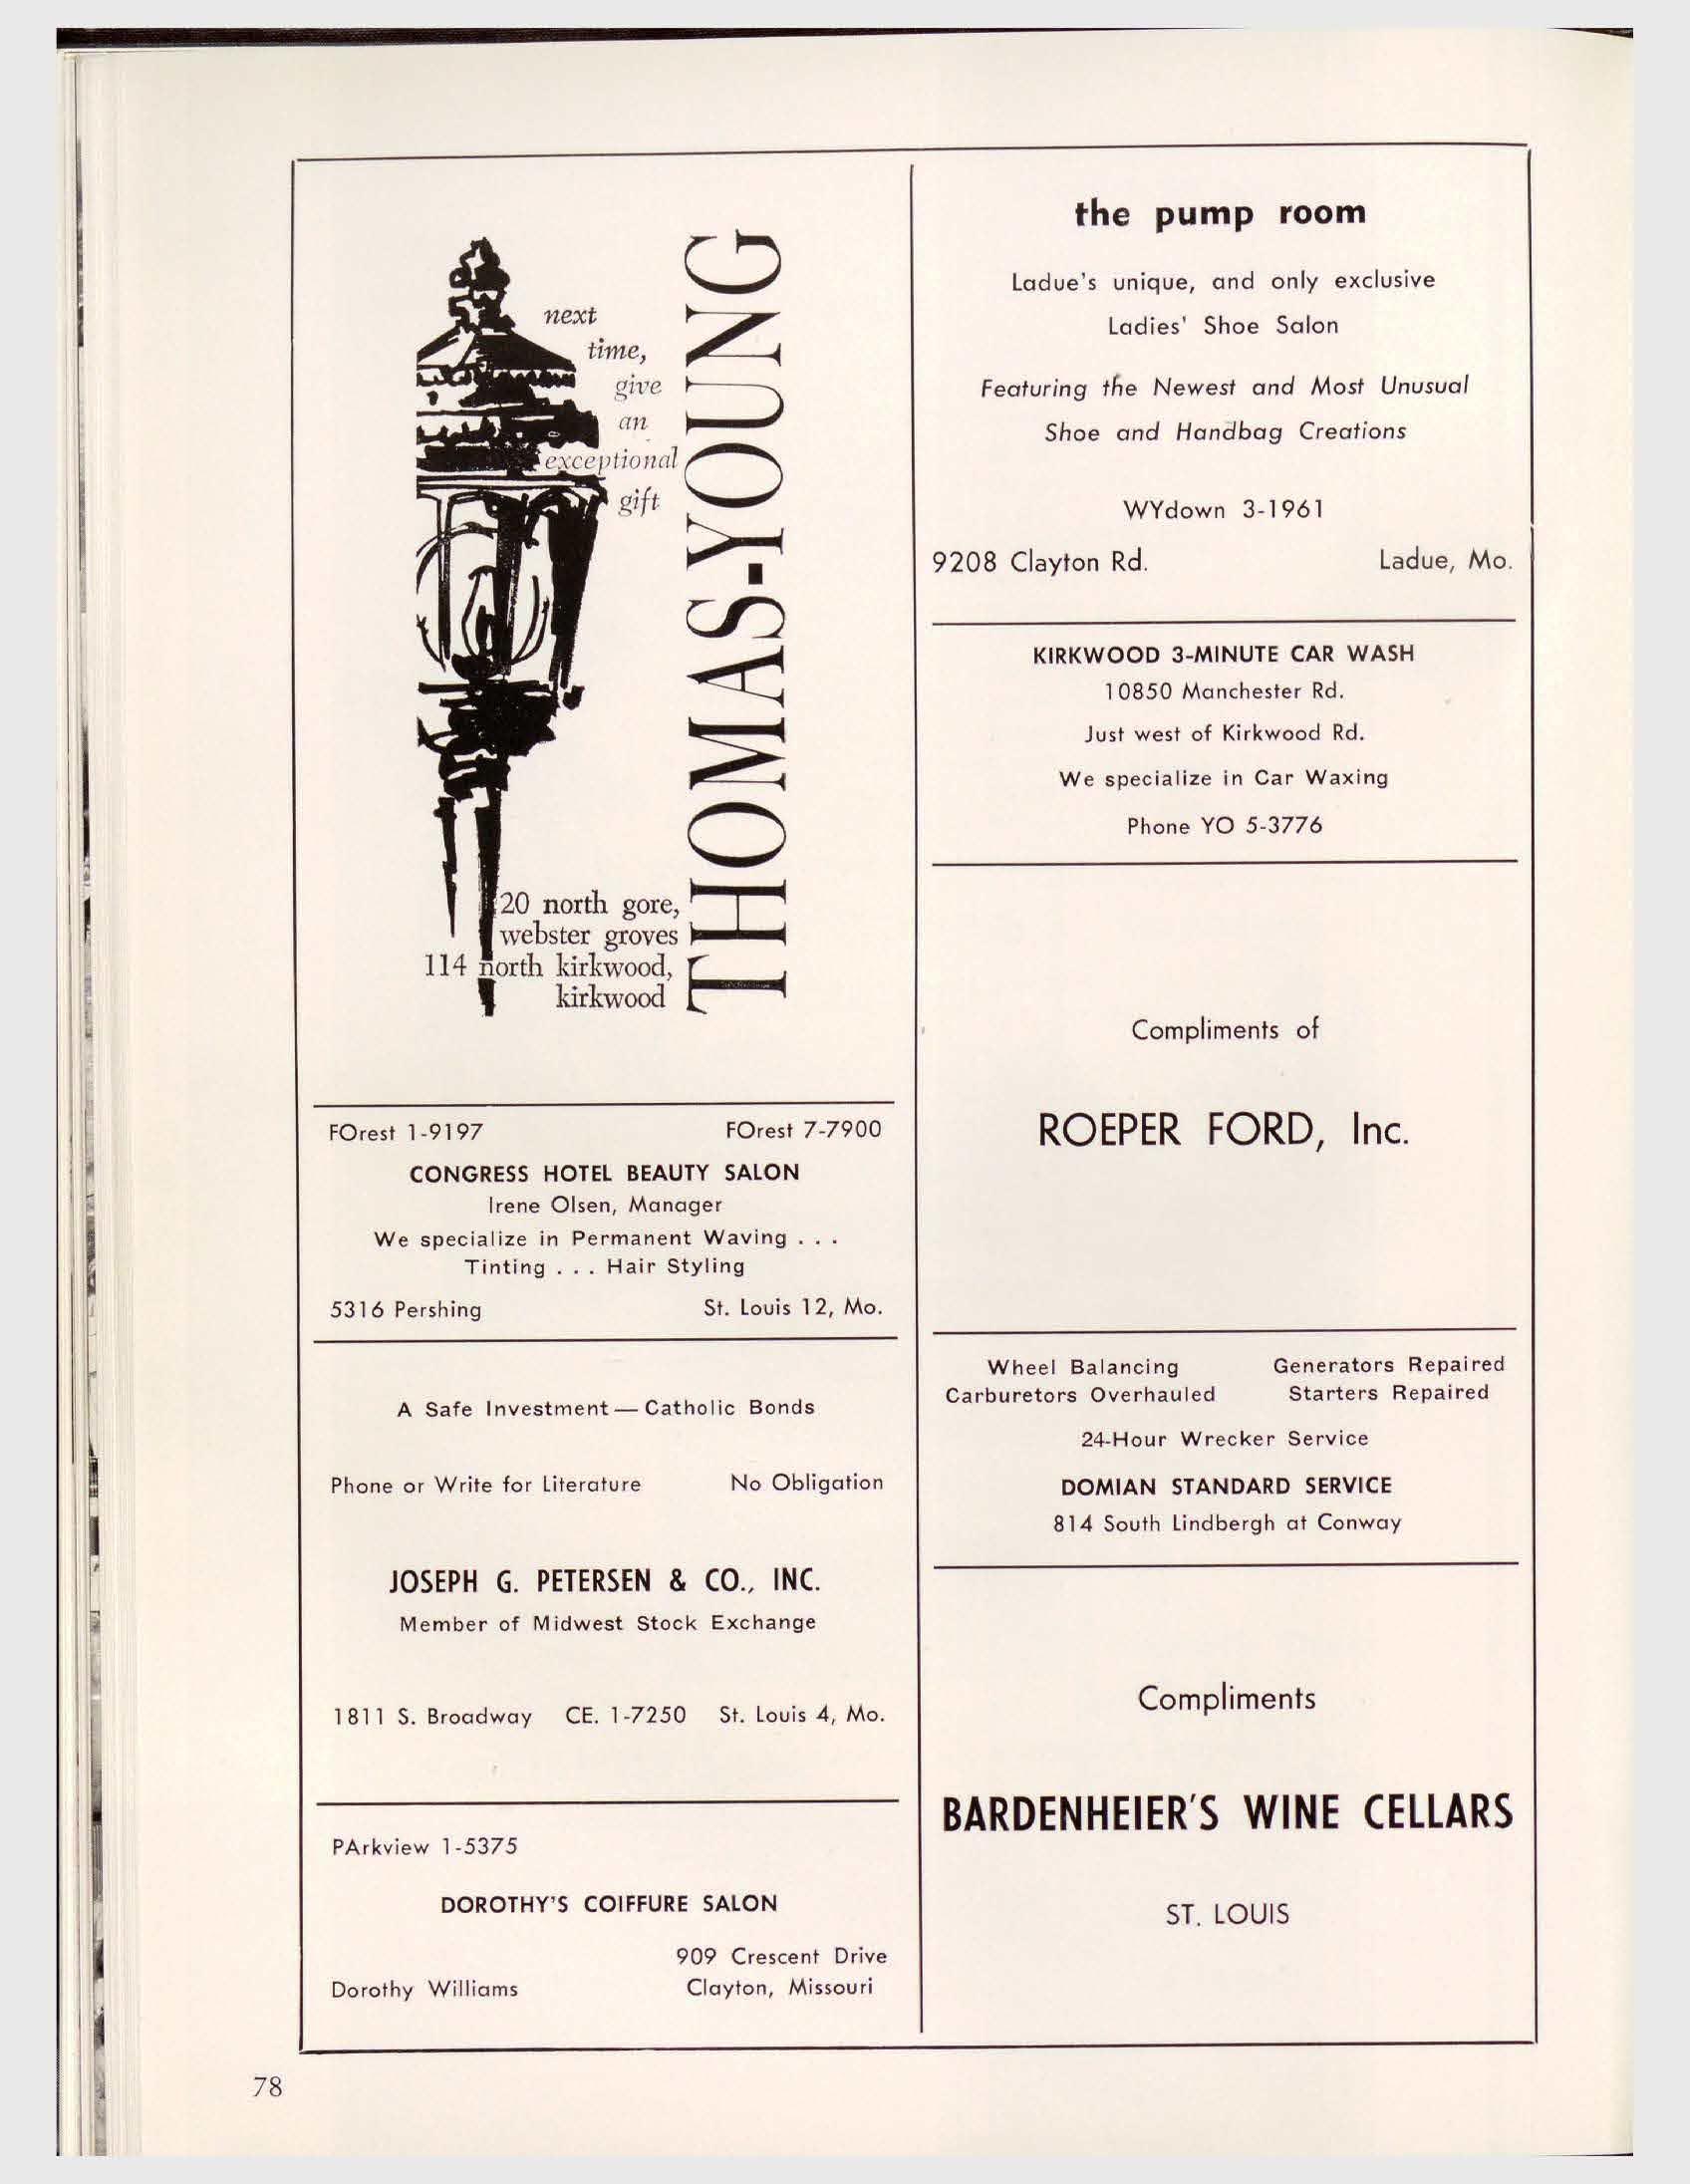 next
time,
give
an
exceptional
gift
THOMAS-YOUNG
20 north gore,
webster groves
114 north kirkwood,
kirkwood
FOrest 1-9197 FOrest 7-7900
CONGRESS HOTEL BEAUTY SALON
Irene Olsen, Manager
We specialize in Permanent Waving . . .
Tinting . . . Hair Styling
5316 Pershing St. Louis 12, Mo.
A Safe Investment — Catholic Bonds
Phone or Write for Literature No Obligation
JOSEPH G. PETERSEN & CO., INC.
Member of Midwest Stock Exchange
1811 S. Broadway CE. 1-7250 St. Louis 4, Mo.
PArkview 1-5375
DOROTHY'S COIFFURE SALON
909 Crescent Drive
Dorothy Williams Clayton, Missouri
the pump room
Ladue's unique, and only exclusive
Ladies' Shoe Salon
Featuring the Newest and Most Unusual
Shoe and Handbag Creations
WYdown 3-1961
9208 Clayton Rd. Ladue, Mo.
KIRKWOOD 3-MINUTE CAR WASH
10850 Manchester Rd.
Just west of Kirkwood Rd.
We specialize in Car Waxing
Phone YO 5-3776
Compliments of
ROEPER FORD, Inc.
Wheel Balancing Generators Repaired
Carburetors Overhauled Starters Repaired
24-Hour Wrecker Service
DOMIAN STANDARD SERVICE
814 South Lindbergh at Conway
Compliments
BARDENHEIER'S WINE CELLARS
ST. LOUIS
78